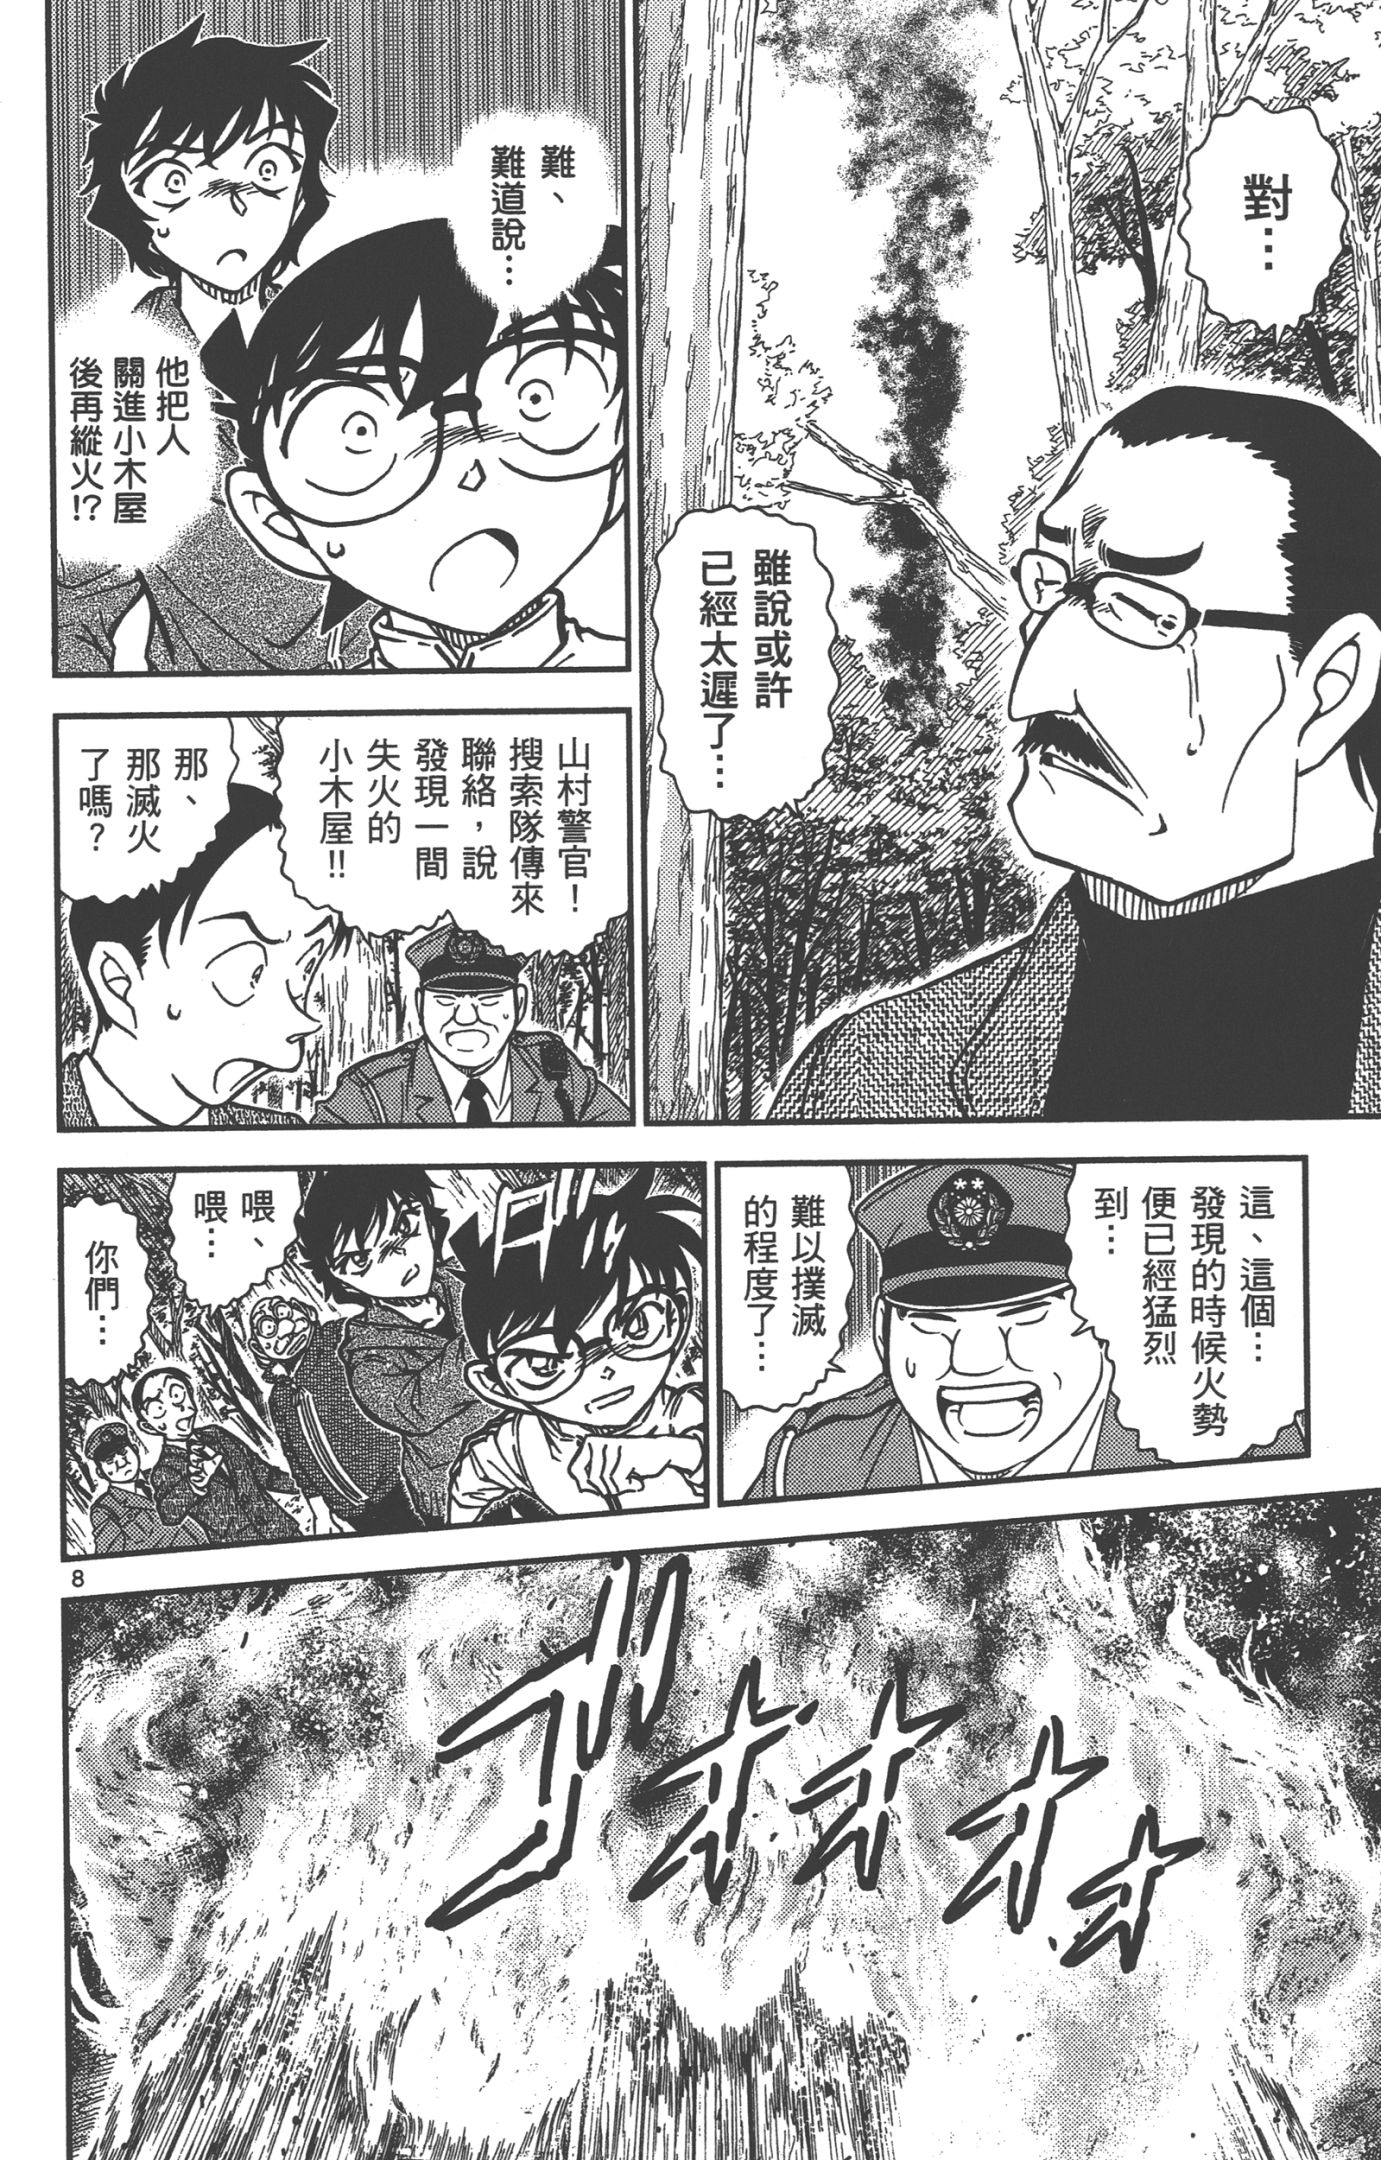 對…
雖說或許
已經太遲了…
難、
難道說…
他把人
關進小木屋
後再縱火!?
山村警官!
搜索隊傳來
聯絡，說
發現一間
失火的
小木屋!!
那、
那滅火
了嗎？
這、這個…
發現的時候火勢
便已經猛烈
到…
難以撲滅
的程度了…
喂、
喂…
你們…
8
ゴオオオオ